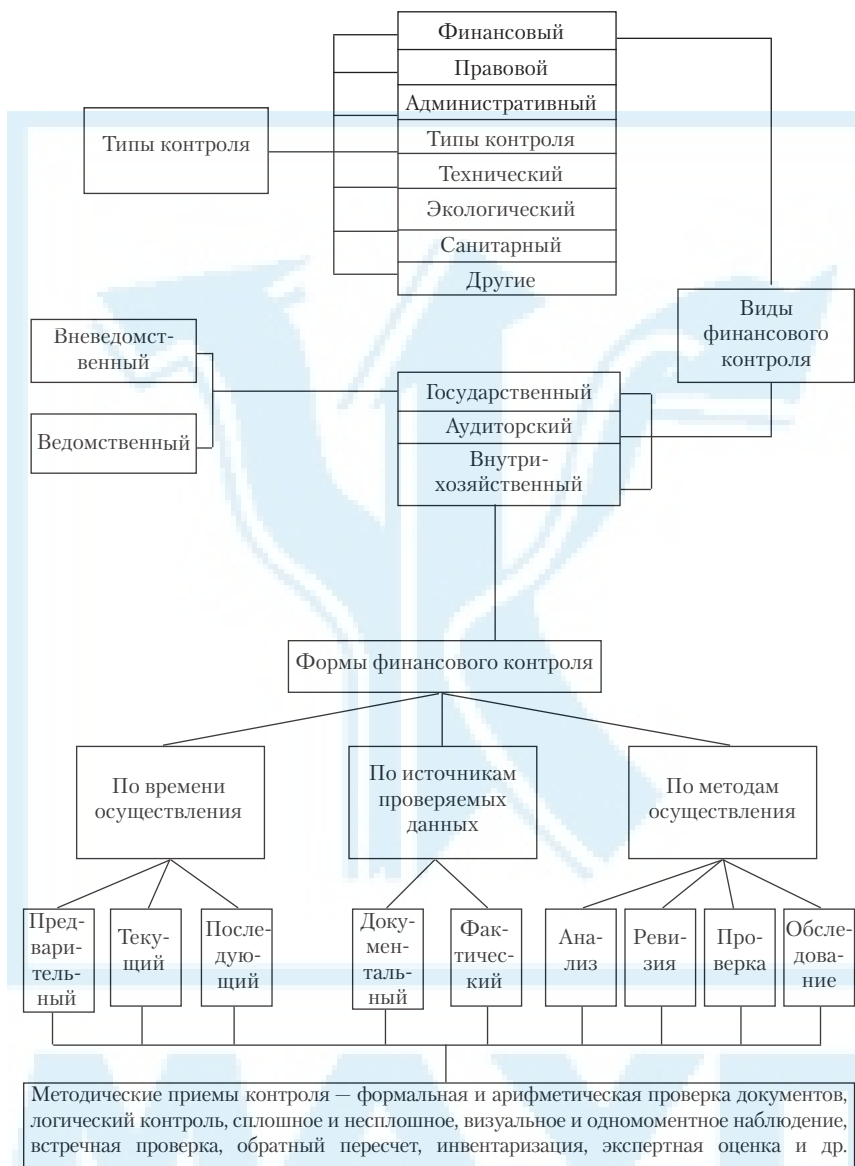 Финансовый
Правовой
Административный
Типы контроля
Типы контроля
Технический
Экологический
Санитарный
Другие
Виды
финансового
контроля
Вневедомст-
венный
Ведомственный
Государственный
Аудиторский
Внутри-
хозяйственный
Формы финансового контроля
По времени
осуществления
По источникам
проверяемых
данных
По методам
осуществления
Пред-
вари-
тель-
ный
Теку-
щий
После-
дую-
щий
Доку-
мен-
таль-
ный
Фак-
тичес-
кий
Ана-
лиз
Реви-
зия
Про-
верка
Обсле-
дова-
ние
Методические приемы контроля — формальная и арифметическая проверка документов,
логический контроль, сплошное и несплошное, визуальное и одномоментное наблюдение,
встречная проверка, обратный пересчет, инвентаризация, экспертная оценка и др.